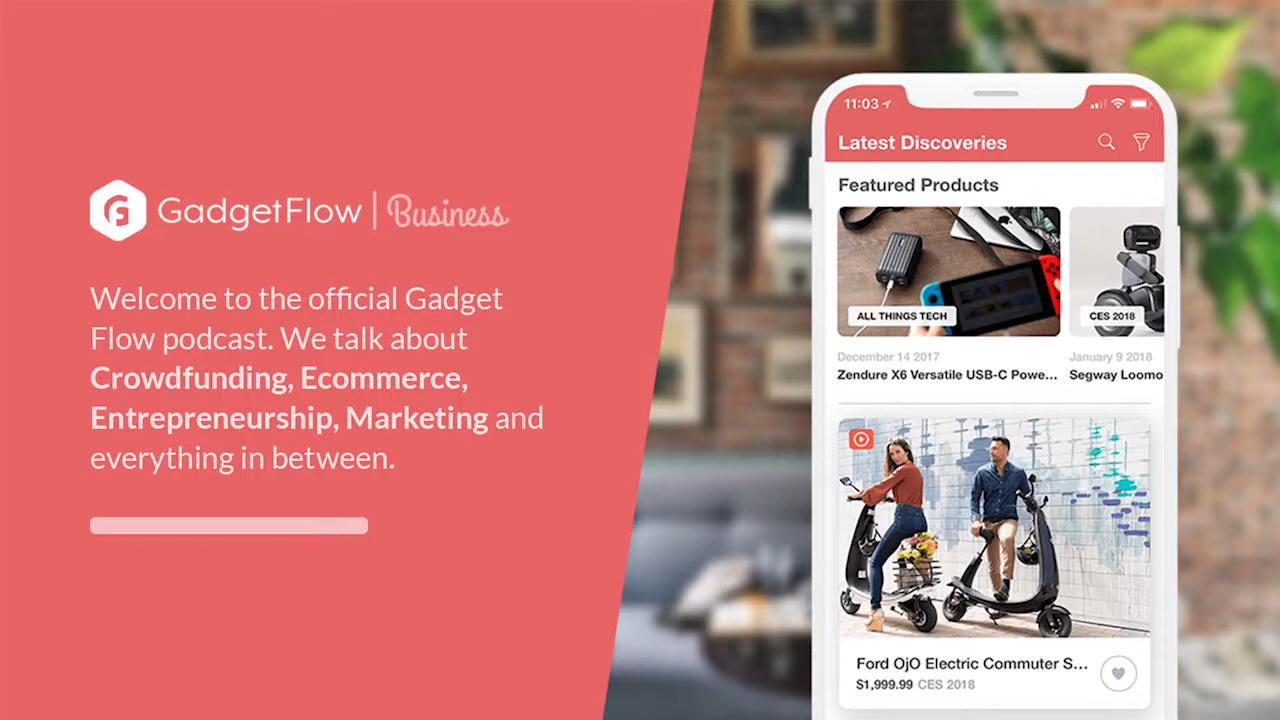 GadgetFlow | Business
Welcome to the official Gadget
Flow podcast. We talk about
Crowdfunding, Ecommerce,
Entrepreneurship, Marketing and
everything in between.
11:03
Latest Discoveries
Featured Products
ALL THINGS TECH
CES 2018
December 14 2017
January 9 2018
Zendure X6 Versatile USB-C Powe...
Segway Loomo
Ford OjO Electric Commuter S...
$1,999.99 CES 2018